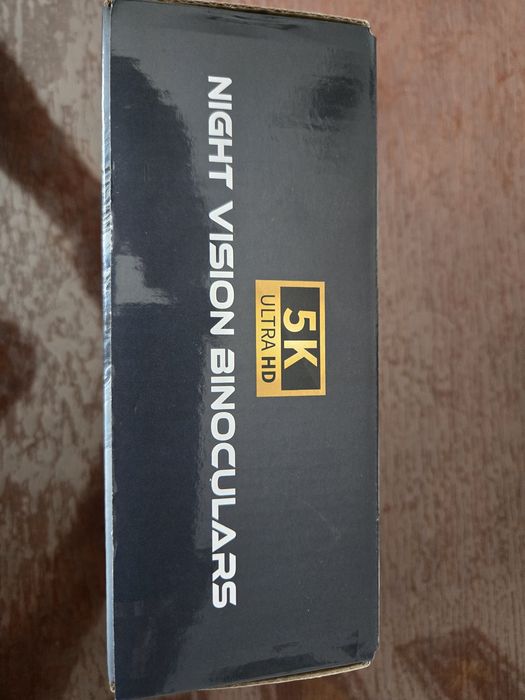 5K
ULTRA HD
NIGHT VISION BINOCULARS